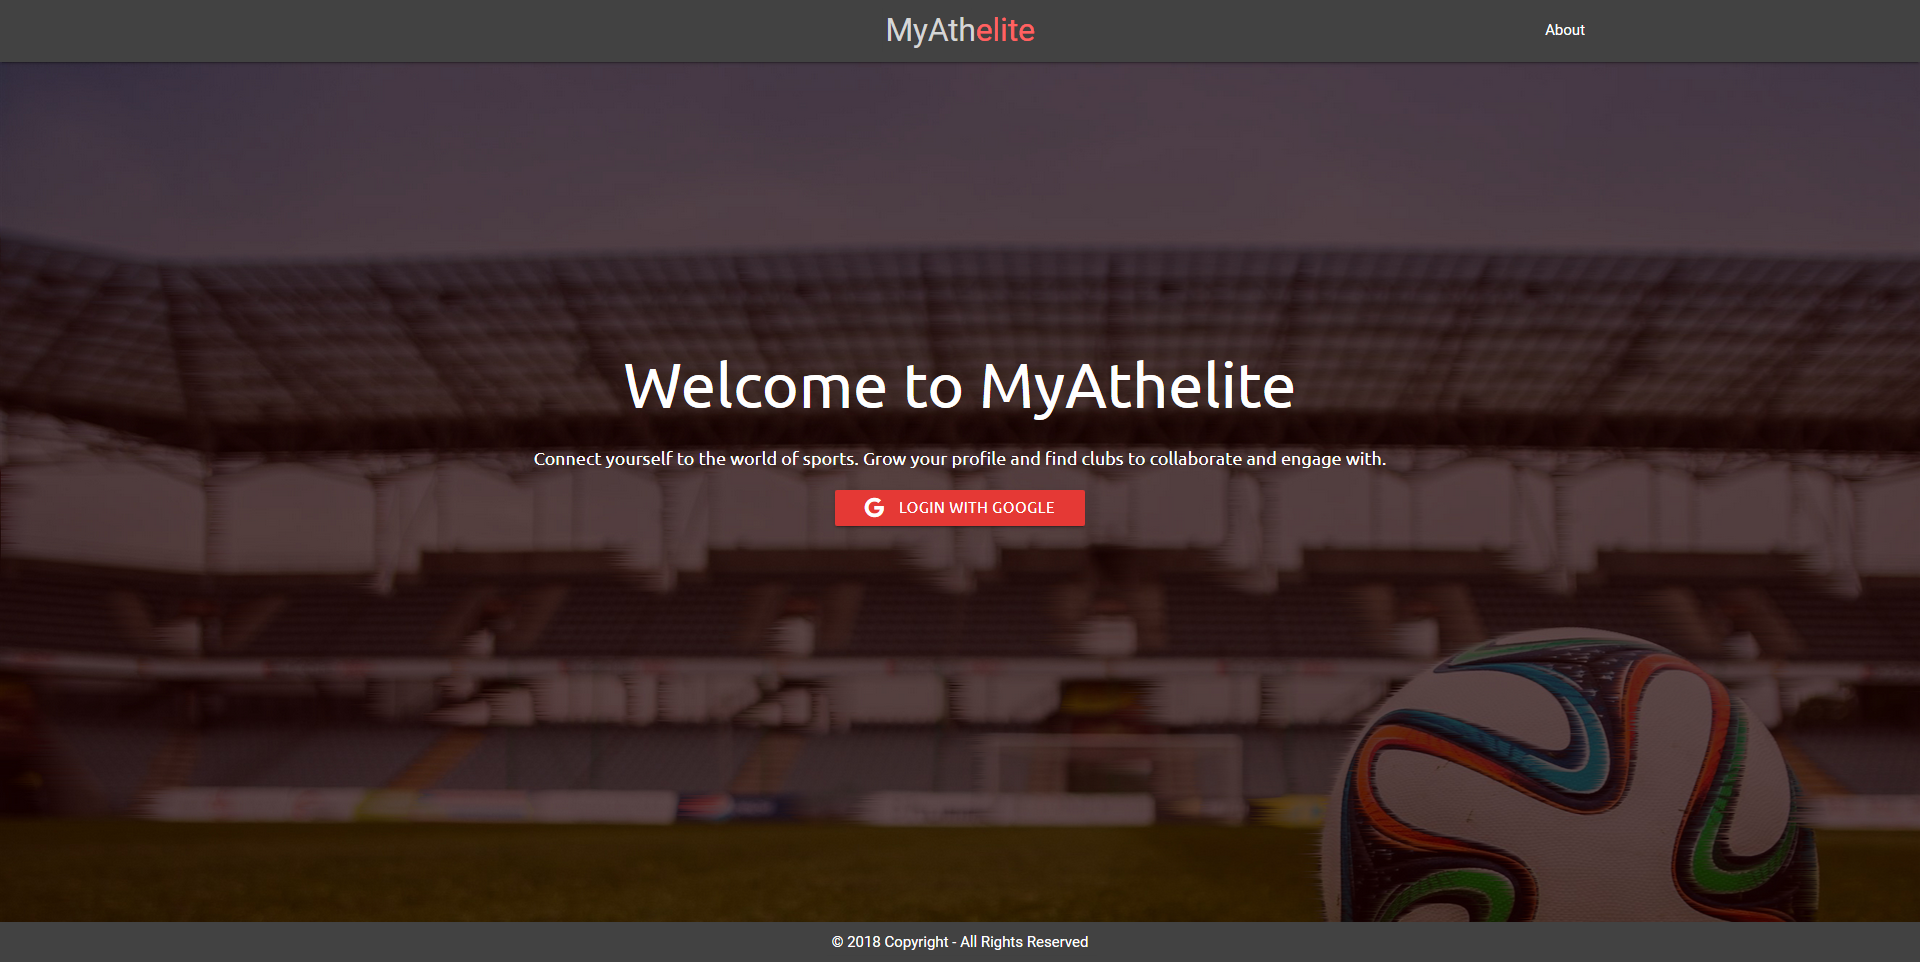 MyAthelite
About
Welcome to MyAthelite
Connect yourself to the world of sports. Grow your profile and find clubs to collaborate and engage with.
LOGIN WITH GOOGLE
© 2018 Copyright - All Rights Reserved